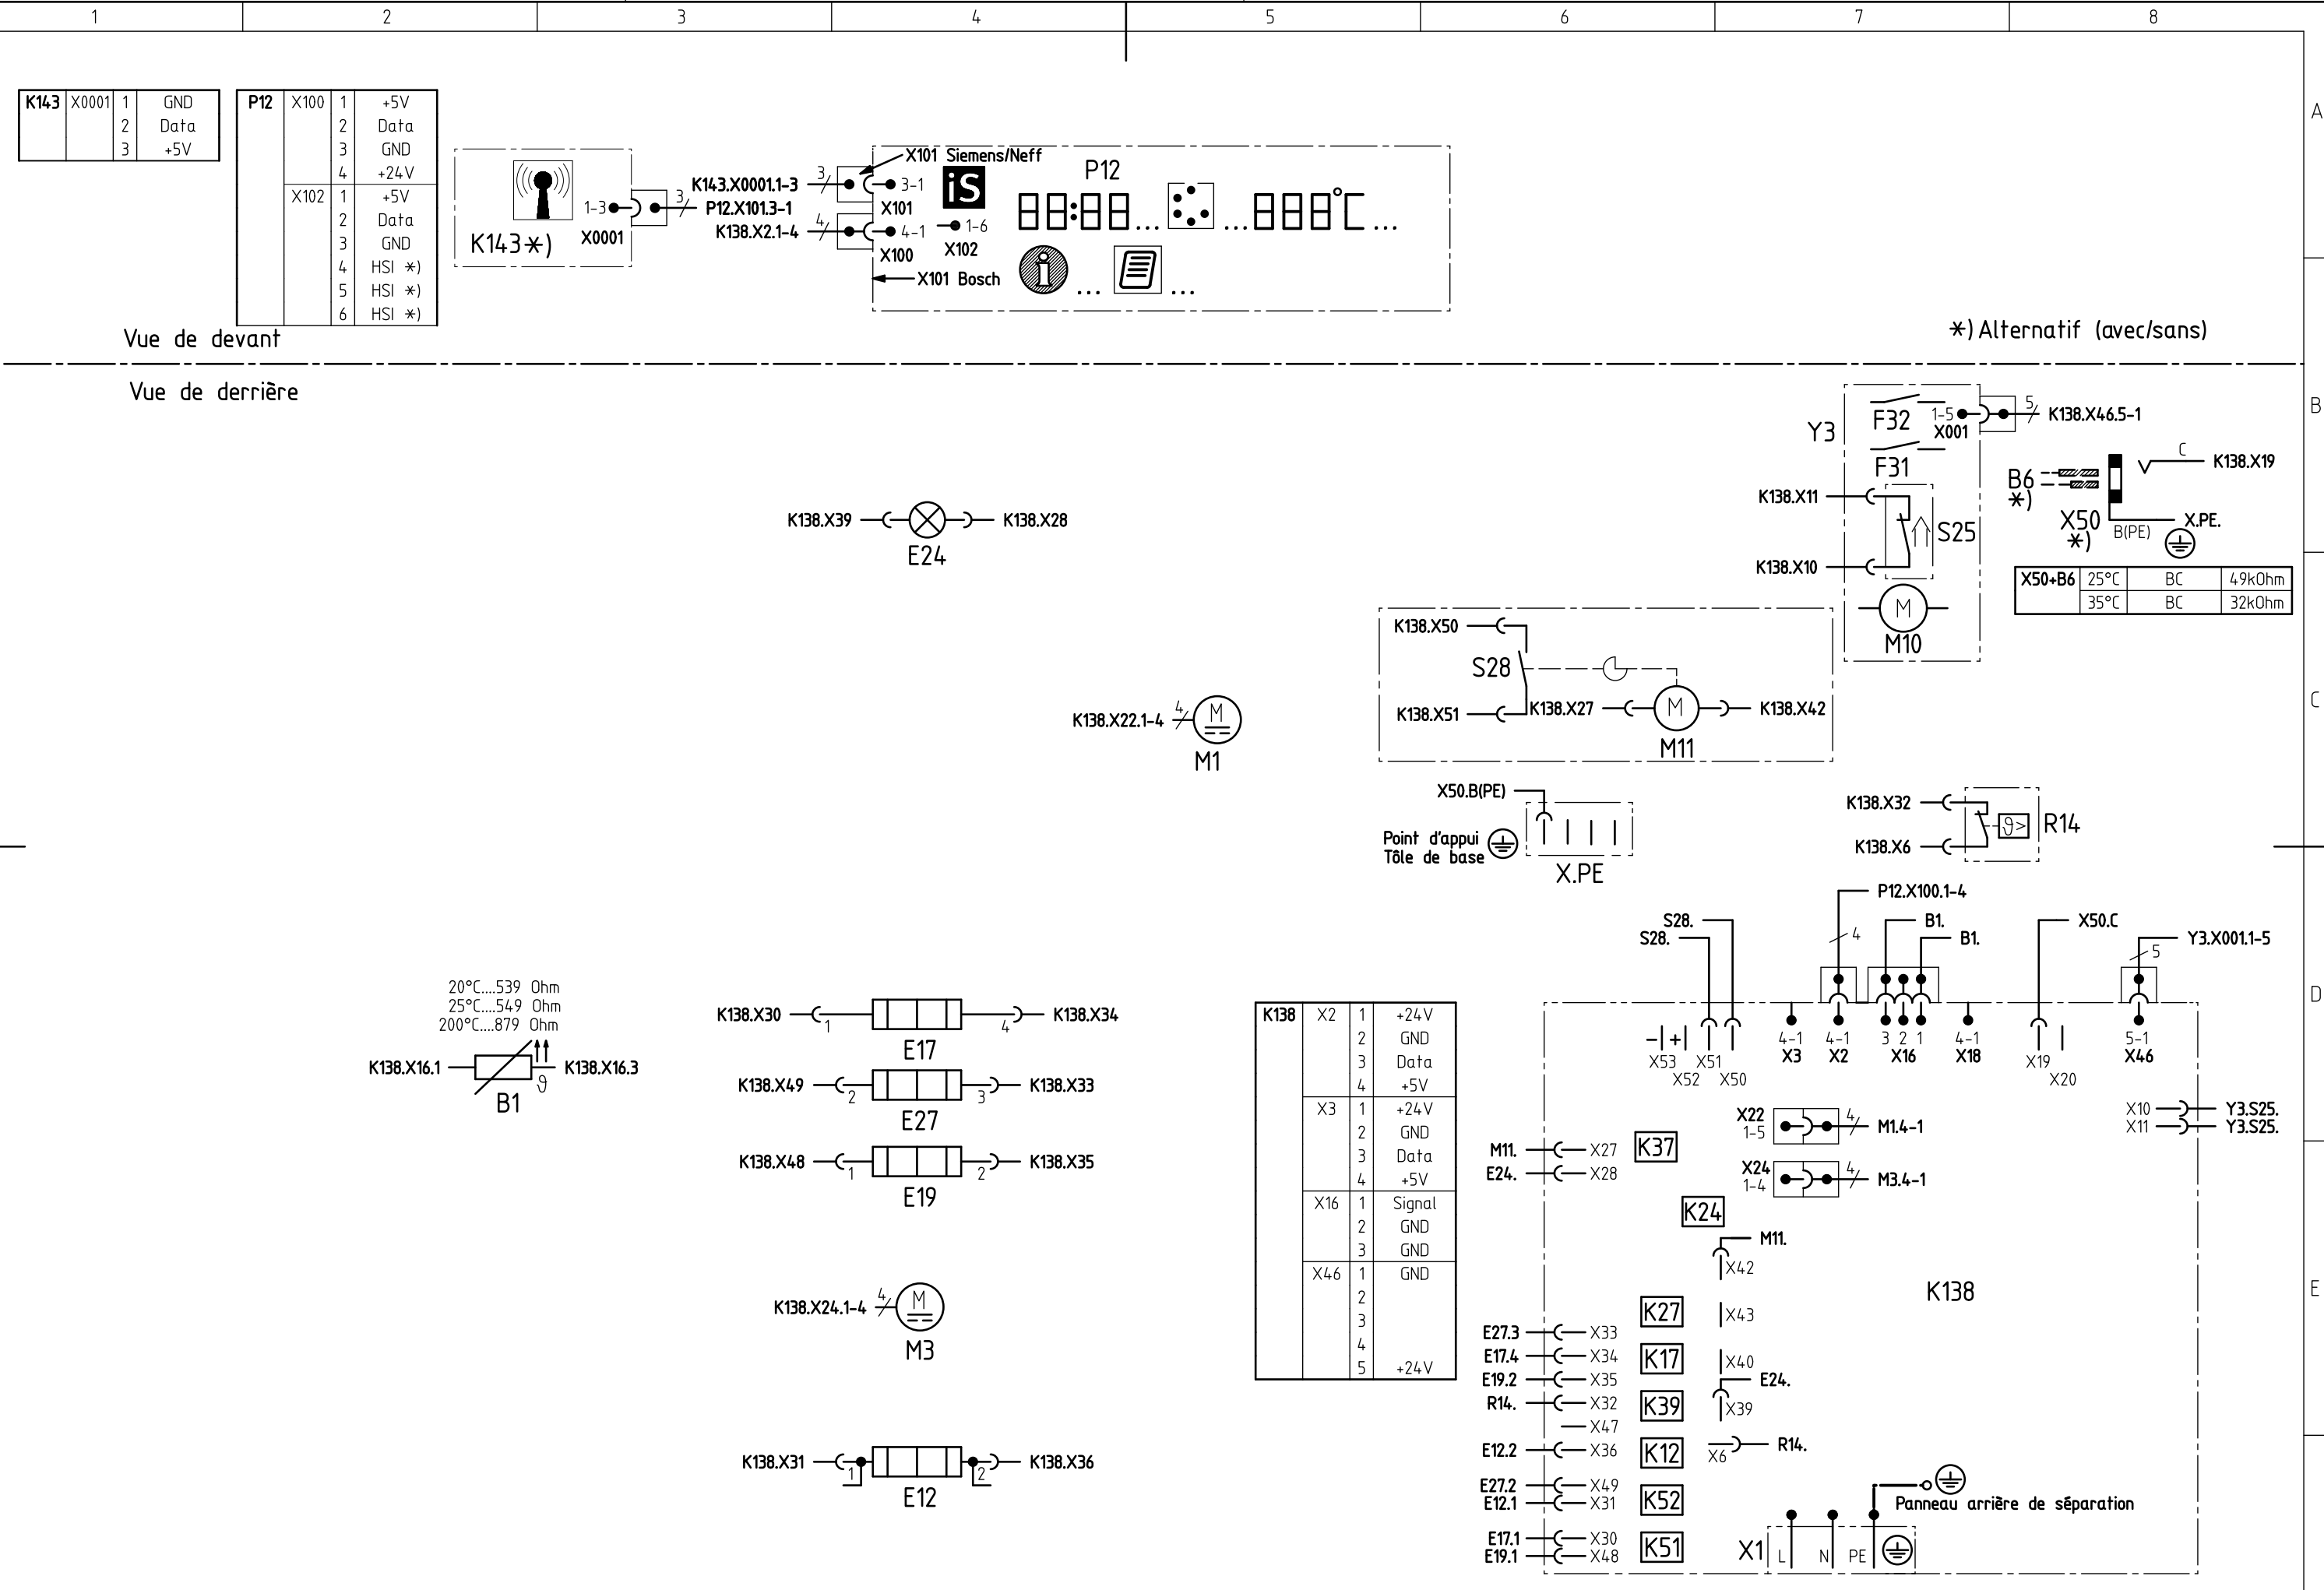 1 2 3 4 5 6 7 8
A
B
C
D
E
K143 X0001 1 GND
2 Data
3 +5V
P12 X100 1 +5V
2 Data
3 GND
4 +24V
X102 1 +5V
2 Data
3 GND
4 HSI *)
5 HSI *)
6 HSI *)
K143*)
1-3
X0001
3
P12.X101.3-1
K143.X0001.1-3
3
K138.X2.1-4
4
X101 Siemens/Neff
3-1
X101
4-1
X100
X101 Bosch
iS
1-6
X102
P12
88:88... ...888°C...
i ... ...
Vue de devant
*) Alternatif (avec/sans)
Vue de derrière
Y3
F32
1-5
X001
5
K138.X46.5-1
F31
K138.X11
S25
K138.X10
M
M10
B6
*)
X50
*)
C
K138.X19
B(PE)
X.PE.
X50+B6 25°C BC 49kOhm
35°C BC 32kOhm
K138.X39
K138.X28
E24
K138.X50
S28
K138.X51
K138.X27
M
K138.X42
M11
K138.X22.1-4
4
M
M1
X50.B(PE)
Point d'appui
Tôle de base
X.PE
K138.X32
K138.X6
ϑ>
R14
20°C....539 Ohm
25°C....549 Ohm
200°C....879 Ohm
K138.X16.1
K138.X16.3
ϑ
B1
K138.X30 1 4 K138.X34
E17
K138.X49 2 3 K138.X33
E27
K138.X48 1 2 K138.X35
E19
K138.X24.1-4
4
M
M3
K138.X31 1 2 K138.X36
E12
K138 X2 1 +24V
2 GND
3 Data
4 +5V
X3 1 +24V
2 GND
3 Data
4 +5V
X16 1 Signal
2 GND
3 GND
X46 1 GND
2
3
4
5 +24V
P12.X100.1-4
S28.
S28.
4
B1.
B1.
X50.C
Y3.X001.1-5
5
- +
X53
X52
X51
X50
4-1
X3
4-1
X2
3 2 1
X16
4-1
X18
X19
X20
5-1
X46
X22
1-5
4
M1.4-1
X24
1-4
4
M3.4-1
X10 Y3.S25.
X11 Y3.S25.
M11. X27
E24. X28
K37
K24
M11.
X42
K138
K27
X43
E27.3 X33
E17.4 X34
K17
X40
E19.2 X35
E24.
R14. X32
K39
X39
X47
E12.2 X36
K12
X6
R14.
E27.2 X49
E12.1 X31
K52
Panneau arrière de séparation
E17.1 X30
E19.1 X48
K51
X1
L N PE